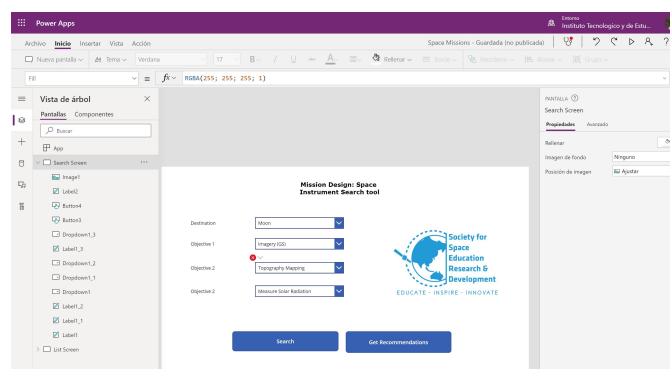 Power Apps
Entorno
Instituto Tecnologico y de Estu...
Archivo Inicio Insertar Vista Acción
Space Missions - Guardada (no publicada)
Nueva pantalla Tema Verdana 17 B / U Rellenar
Fill = fx RGBA(255; 255; 255; 1)
Vista de árbol
Pantallas Componentes
Buscar
App
Search Screen
Image1
Label2
Button4
Button3
Dropdown1_3
Label1_3
Dropdown1_2
Dropdown1_1
Dropdown1
Label1_2
Label1_1
Label1
List Screen
Mission Design: Space
Instrument Search tool
Destination Moon
Objective 1 Imagery (GS)
Objective 2 Topography Mapping
Objective 2 Measure Solar Radiation
Society for
Space
Education
Research &
Development
EDUCATE - INSPIRE - INNOVATE
Search Get Recommendations
PANTALLA
Search Screen
Propiedades Avanzado
Rellenar
Imagen de fondo Ninguno
Posición de imagen Ajustar